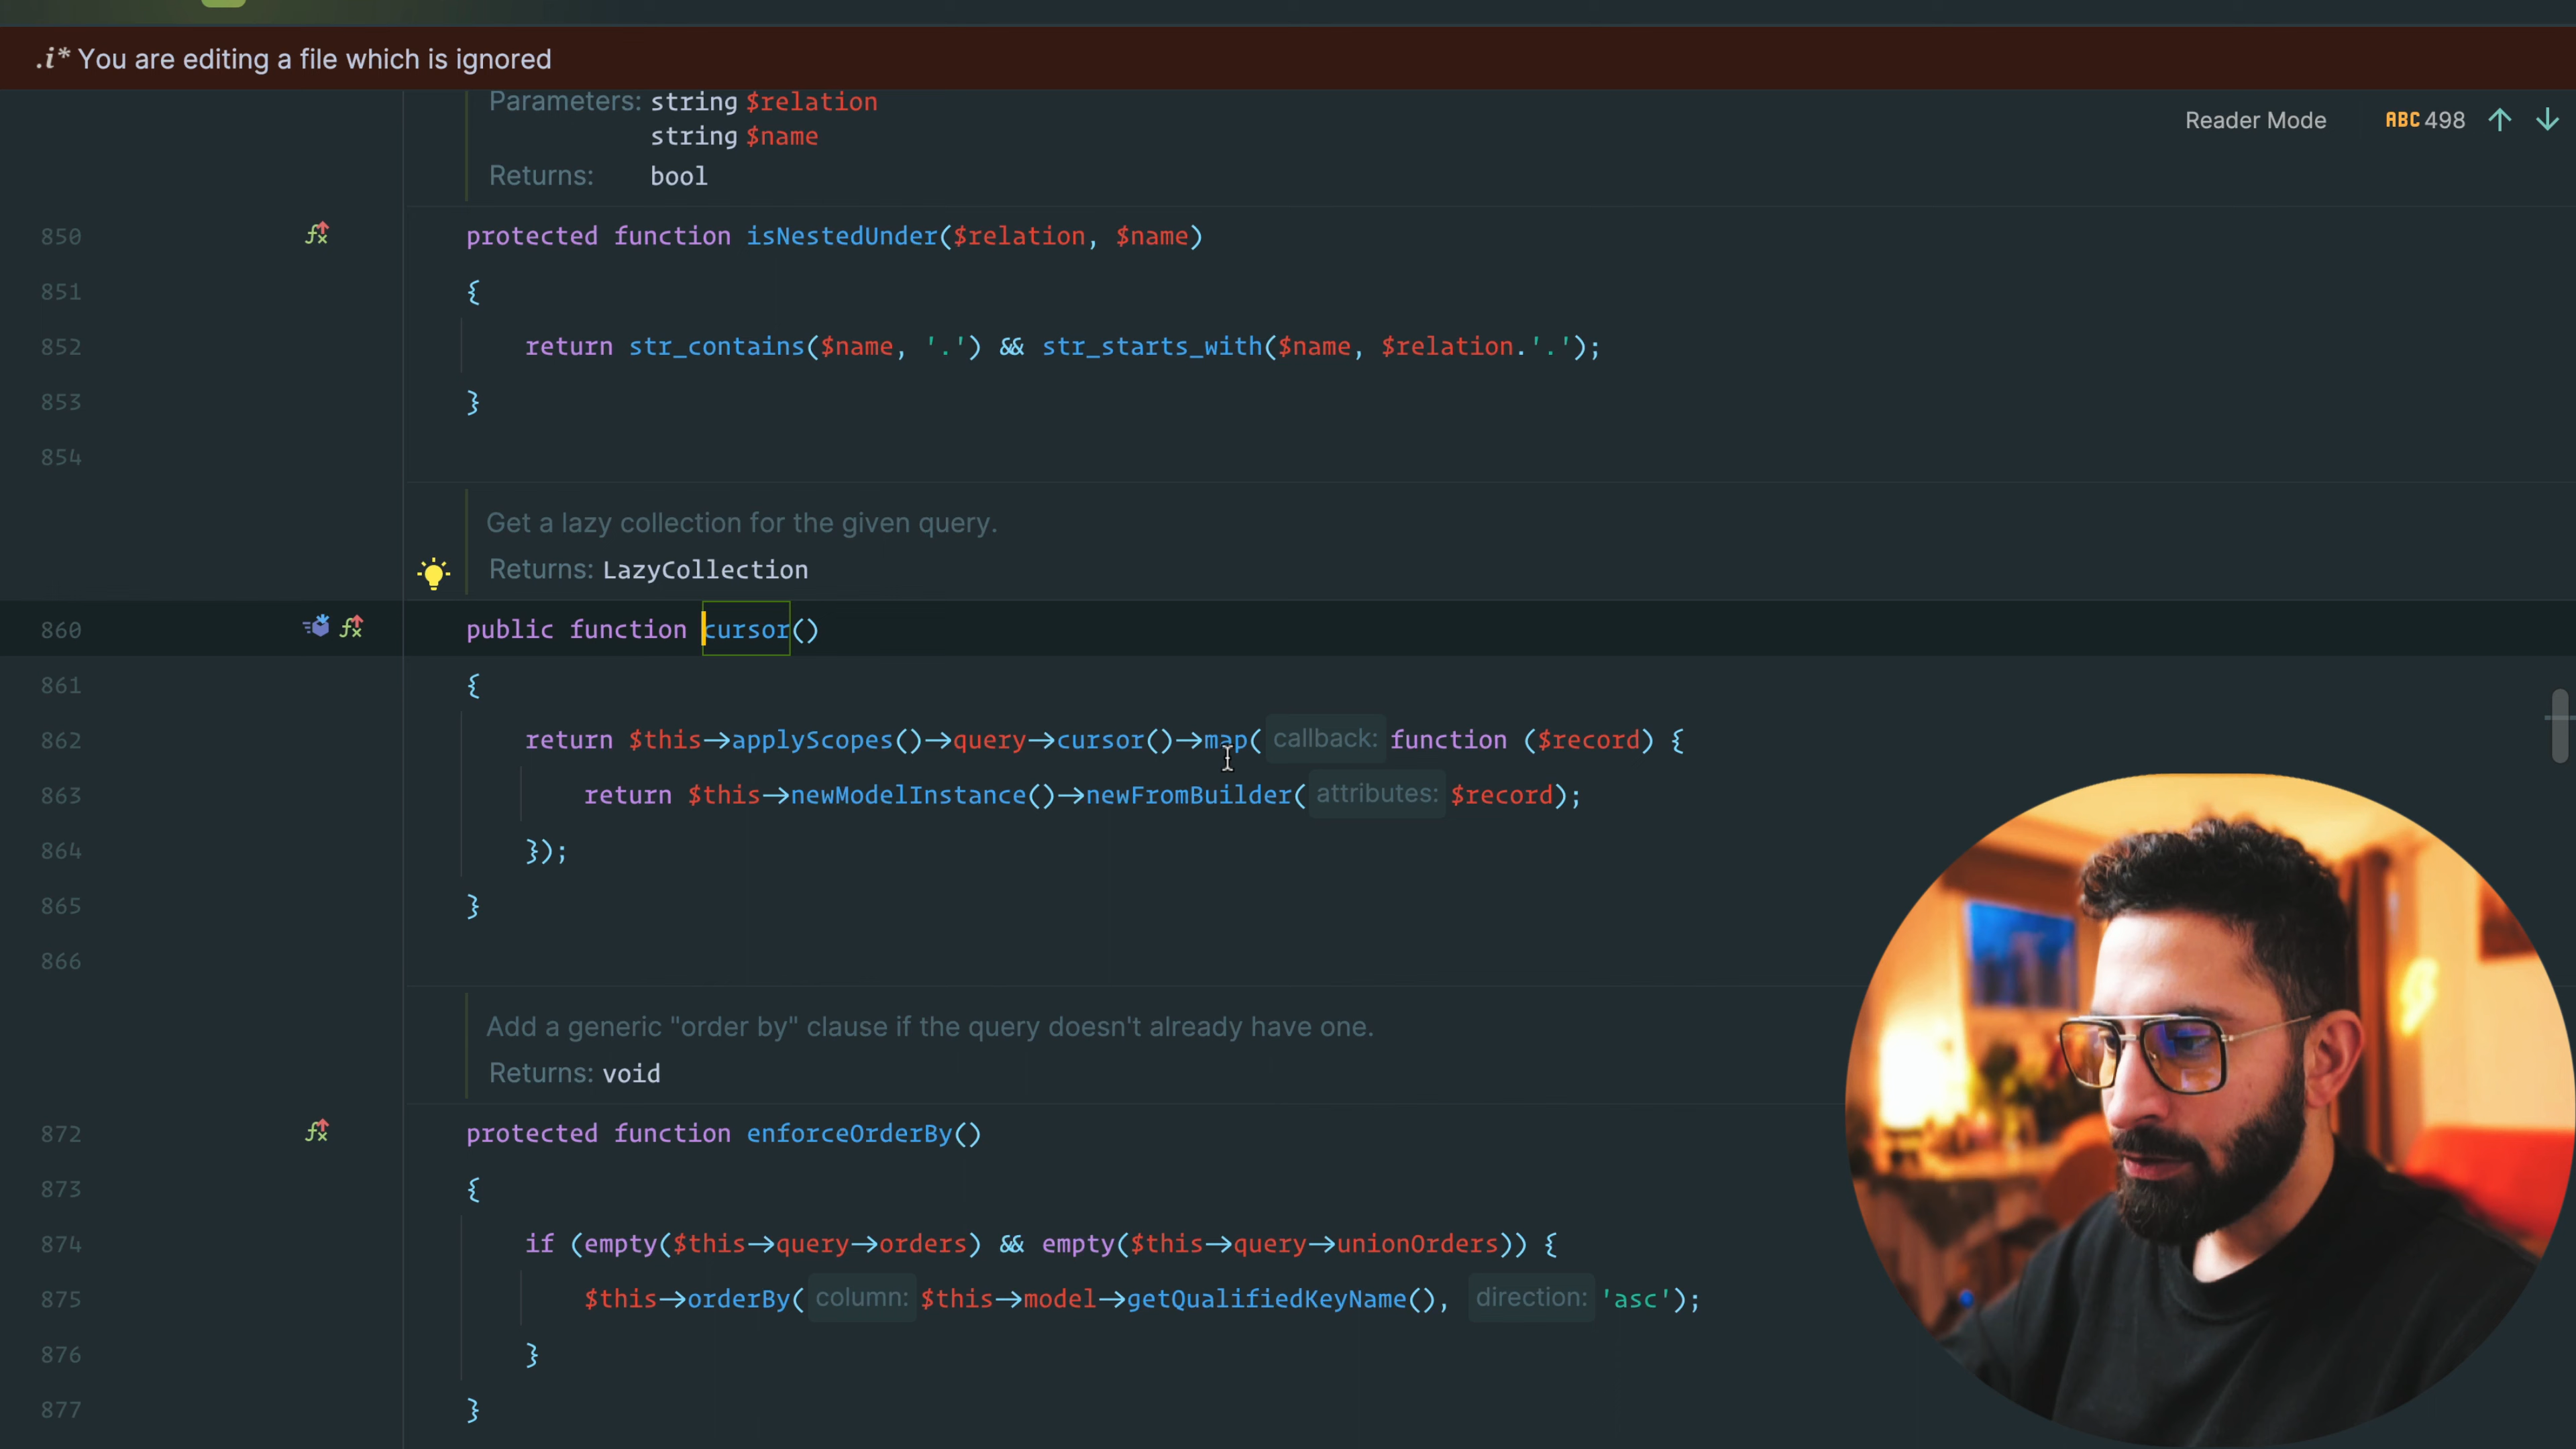 .i* You are editing a file which is ignored
Parameters: string $relation
string $name
Returns: bool
Reader Mode ABC 498
850 protected function isNestedUnder($relation, $name)
851 {
852 return str_contains($name, '.') && str_starts_with($name, $relation.'.');
853 }
854
Get a lazy collection for the given query.
Returns: LazyCollection
860 public function cursor()
861 {
862 return $this->applyScopes()->query->cursor()->map( callback: function ($record) {
863 return $this->newModelInstance()->newFromBuilder( attributes: $record);
864 });
865 }
866
Add a generic "order by" clause if the query doesn't already have one.
Returns: void
872 protected function enforceOrderBy()
873 {
874 if (empty($this->query->orders) && empty($this->query->unionOrders)) {
875 $this->orderBy( column: $this->model->getQualifiedKeyName(), direction: 'asc');
876 }
877 }